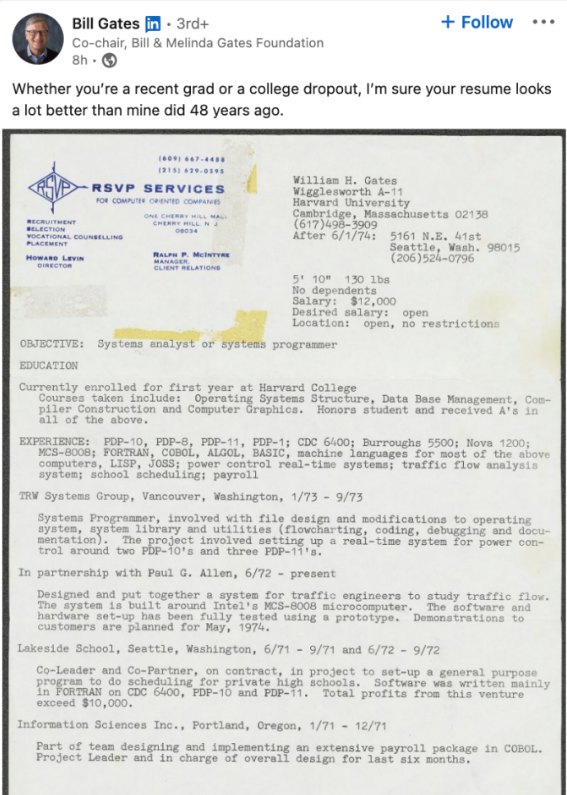 Bill Gates in • 3rd+
+ Follow
Co-chair, Bill & Melinda Gates Foundation
8h •
Whether you're a recent grad or a college dropout, I'm sure your resume looks
a lot better than mine did 48 years ago.
(609) 667-4488
(215) 629-0595
RSVP
RSVP SERVICES
FOR COMPUTER ORIENTED COMPANIES
ONE CHERRY HILL MALL
CHERRY HILL N J
08034
RECRUITMENT
SELECTION
VOCATIONAL COUNSELLING
PLACEMENT
HOWARD LEVIN
DIRECTOR
RALPH P. MCINTYRE
MANAGER,
CLIENT RELATIONS
William H. Gates
Wigglesworth A-11
Harvard University
Cambridge, Massachusetts 02138
(617)498-3909
After 6/1/74: 5161 N.E. 41st
Seattle, Wash. 98015
(206)524-0796
5' 10" 130 lbs
No dependents
Salary: $12,000
Desired salary: open
Location: open, no restrictions
OBJECTIVE: Systems analyst or systems programmer
EDUCATION
Currently enrolled for first year at Harvard College
Courses taken include: Operating Systems Structure, Data Base Management, Com-
piler Construction and Computer Graphics. Honors student and received A's in
all of the above.
EXPERIENCE: PDP-10, PDP-8, PDP-11, PDP-1; CDC 6400; Burroughs 5500; Nova 1200;
MCS-8008; FORTRAN, COBOL, ALGOL, BASIC, machine languages for most of the above
computers, LISP, JOSS; power control real-time systems; traffic flow analysis
system; school scheduling; payroll
TRW Systems Group, Vancouver, Washington, 1/73 - 9/73
Systems Programmer, involved with file design and modifications to operating
system, system library and utilities (flowcharting, coding, debugging and docu-
mentation). The project involved setting up a real-time system for power con-
trol around two PDP-10's and three PDP-11's.
In partnership with Paul G. Allen, 6/72 - present
Designed and put together a system for traffic engineers to study traffic flow.
The system is built around Intel's MCS-8008 microcomputer. The software and
hardware set-up has been fully tested using a prototype. Demonstrations to
customers are planned for May, 1974.
Lakeside School, Seattle, Washington, 6/71 - 9/71 and 6/72 - 9/72
Co-Leader and Co-Partner, on contract, in project to set-up a general purpose
program to do scheduling for private high schools. Software was written mainly
in FORTRAN on CDC 6400, PDP-10 and PDP-11. Total profits from this venture
exceed $10,000.
Information Sciences Inc., Portland, Oregon, 1/71 - 12/71
Part of team designing and implementing an extensive payroll package in COBOL.
Project Leader and in charge of overall design for last six months.